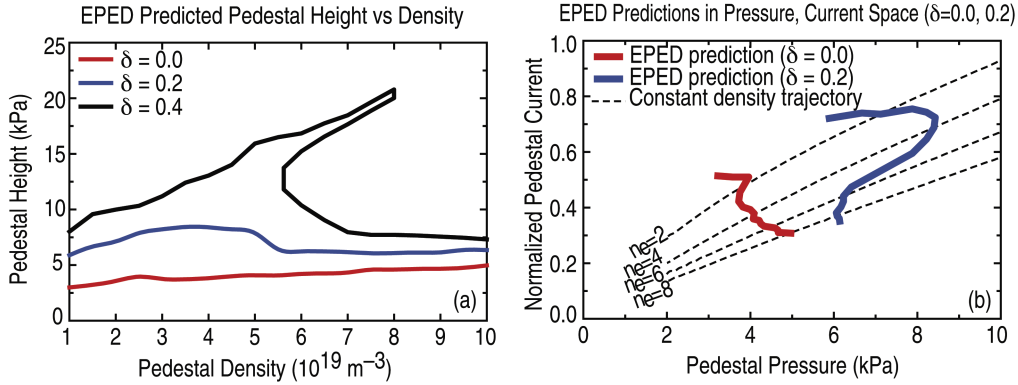 EPED Predicted Pedestal Height vs Density
25
20
15
10
5
0
Pedestal Height (kPa)
δ = 0.0
δ = 0.2
δ = 0.4
(a)
1 2 3 4 5 6 7 8 9 10
Pedestal Density (10¹⁹ m⁻³)
EPED Predictions in Pressure, Current Space (δ=0.0, 0.2)
1.0
0.8
0.6
0.4
0.2
0.0
Normalized Pedestal Current
EPED prediction (δ = 0.0)
EPED prediction (δ = 0.2)
Constant density trajectory
nₑ=2
nₑ=4
nₑ=6
nₑ=8
(b)
0 2 4 6 8 10
Pedestal Pressure (kPa)